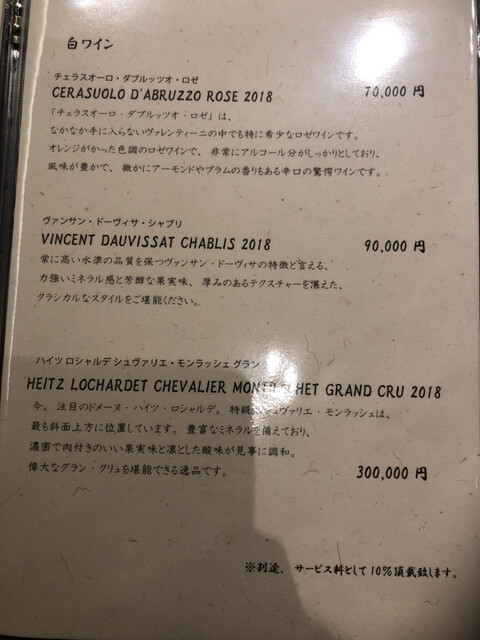 白ワイン
チェラスオーロ・ダブルッツオ・ロゼ
CERASUOLO D'ABRUZZO ROSE 2018 70,000 円
「チェラスオーロ・ダブルッツオ・ロゼ」は、
なかなか手に入らないヴァレンティーニの中でも特に希少なロゼワインです。
オレンジがかった色調のロゼワインで、非常にアルコール分がしっかりとしており、
風味が豊かで、微かにアーモンドやプラムの香りもある辛口の驚愕ワインです。
ヴァンサン・ドーヴィサ・シャブリ
VINCENT DAUVISSAT CHABLIS 2018 90,000 円
常に高い水準の品質を保つヴァンサン・ドーヴィサの特徴と言える、
力強いミネラル感と芳醇な果実味、厚みのあるテクスチャーを湛えた、
クラシカルなスタイルをご堪能ください。
ハイツ ロシャルデ シュヴァリエ・モンラッシェ グラン
HEITZ LOCHARDET CHEVALIER GRAND CRU 2018
今、注目のドメーヌ・ハイツ・ロシャルデ。特級 シュヴァリエ・モンラッシェは、
最も斜面上方に位置しています。豊富なミネラルを備えており、
濃密で肉付きのいい果実味と凛とした酸味が見事に調和。
偉大なグラン・クリュを堪能できる逸品です。 300,000 円
※別途、サービス料として10%頂戴致します。